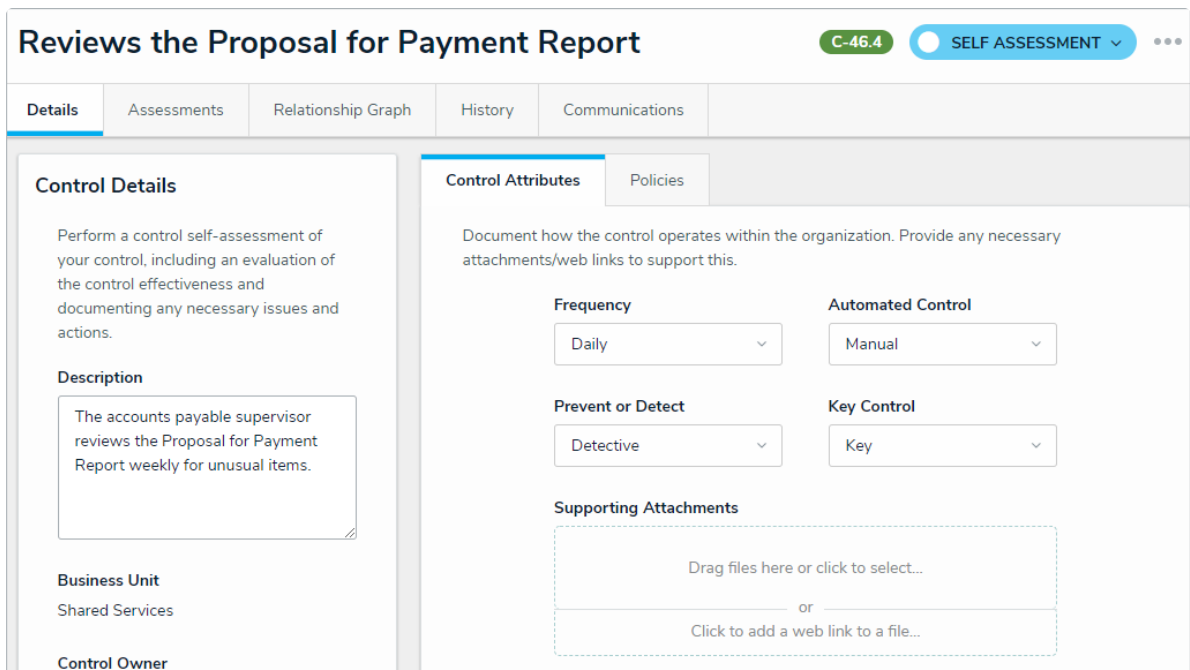 Reviews the Proposal for Payment Report
C-46.4
SELF ASSESSMENT
Details
Assessments
Relationship Graph
History
Communications
Control Details
Perform a control self-assessment of
your control, including an evaluation of
the control effectiveness and
documenting any necessary issues and
actions.
Description
The accounts payable supervisor
reviews the Proposal for Payment
Report weekly for unusual items.
Business Unit
Shared Services
Control Owner
Control Attributes
Policies
Document how the control operates within the organization. Provide any necessary
attachments/web links to support this.
Frequency
Daily
Automated Control
Manual
Prevent or Detect
Detective
Key Control
Key
Supporting Attachments
Drag files here or click to select...
or
Click to add a web link to a file...